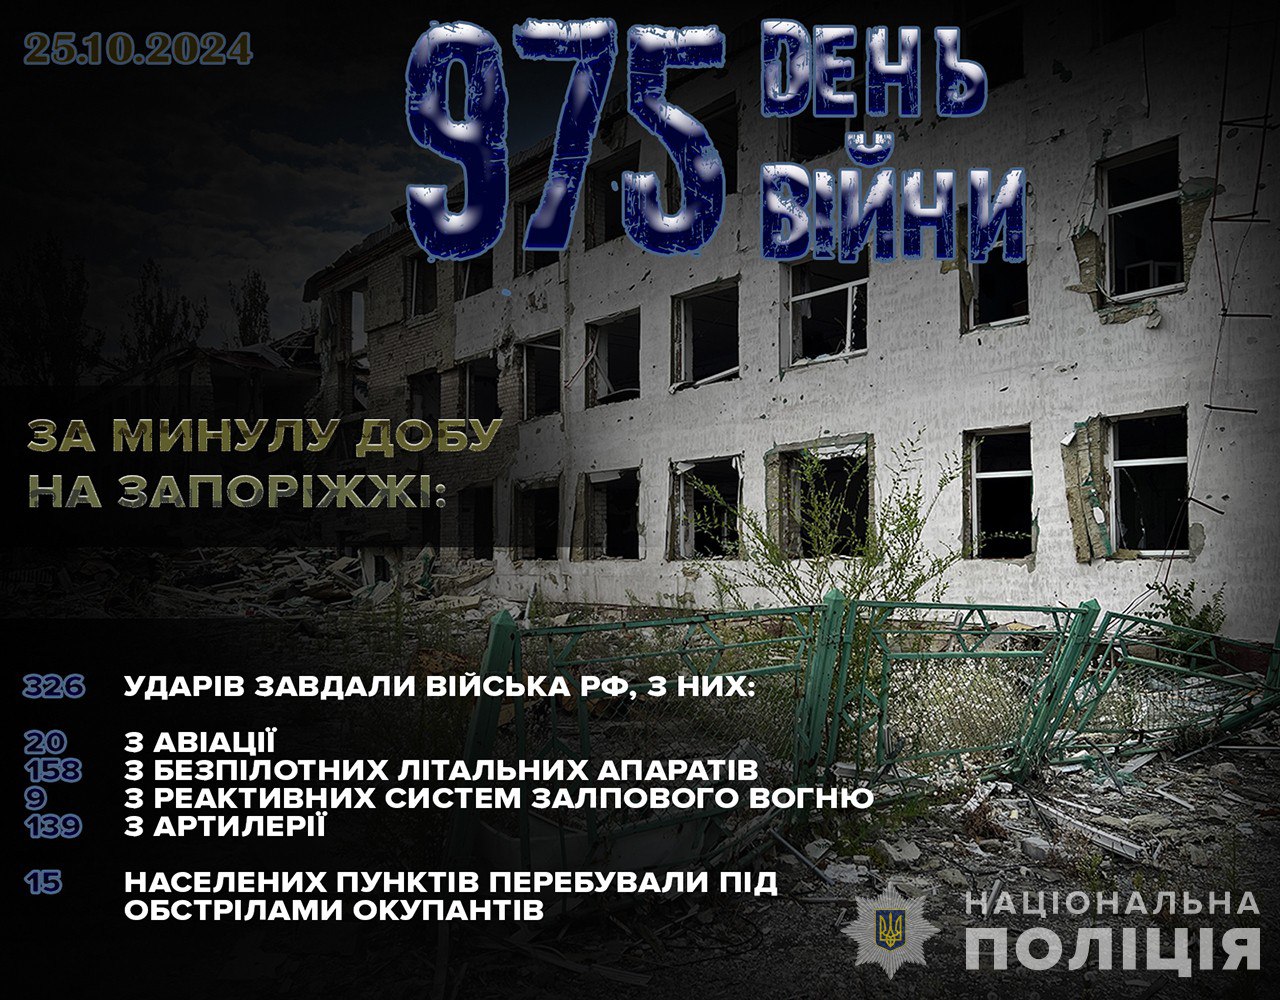 25.10.2024
975 ДЕНЬ
ВІЙНИ
ЗА МИНУЛУ ДОБУ
НА ЗАПОРІЖЖІ:
326 УДАРІВ ЗАВДАЛИ ВІЙСЬКА РФ, З НИХ:
20 З АВІАЦІЇ
158 З БЕЗПІЛОТНИХ ЛІТАЛЬНИХ АПАРАТІВ
9 З РЕАКТИВНИХ СИСТЕМ ЗАЛПОВОГО ВОГНЮ
139 З АРТИЛЕРІЇ
15 НАСЕЛЕНИХ ПУНКТІВ ПЕРЕБУВАЛИ ПІД
ОБСТРІЛАМИ ОКУПАНТІВ
НАЦІОНАЛЬНА
ПОЛІЦІЯ